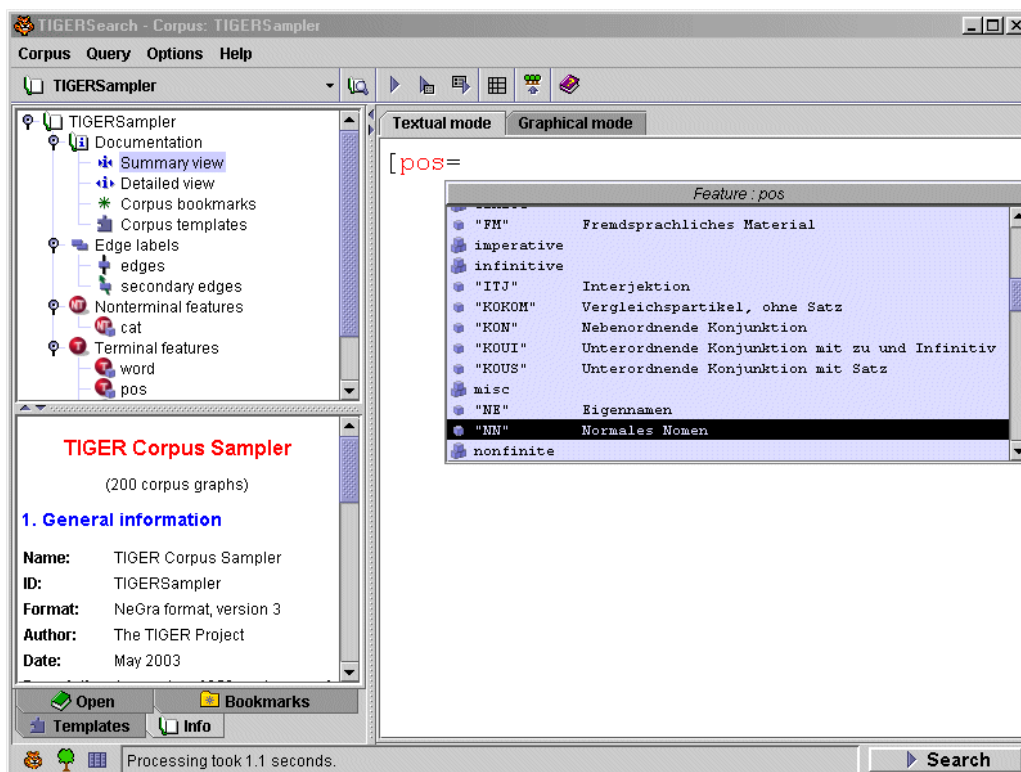 TIGERSearch - Corpus: TIGERSampler
Corpus Query Options Help
TIGERSampler
TIGERSampler
Documentation
Summary view
Detailed view
Corpus bookmarks
Corpus templates
Edge labels
edges
secondary edges
Nonterminal features
NT cat
Terminal features
T word
T pos
TIGER Corpus Sampler
(200 corpus graphs)
1. General information
Name: TIGER Corpus Sampler
ID: TIGERSampler
Format: NeGra format, version 3
Author: The TIGER Project
Date: May 2003
Open Bookmarks
Templates Info
Textual mode Graphical mode
[pos=
Feature : pos
"FM" Fremdsprachliches Material
imperative
infinitive
"ITJ" Interjektion
"KOKOM" Vergleichspartikel, ohne Satz
"KON" Nebenordnende Konjunktion
"KOUI" Unterordnende Konjunktion mit zu und Infinitiv
"KOUS" Unterordnende Konjunktion mit Satz
misc
"NE" Eigennamen
"NN" Normales Nomen
nonfinite
Processing took 1.1 seconds.
Search